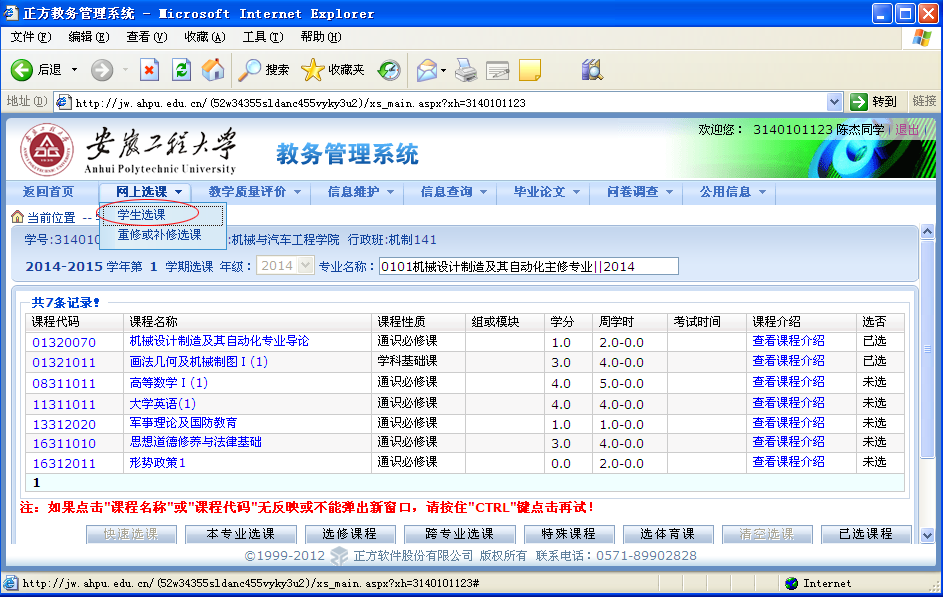 正方教务管理系统 - Microsoft Internet Explorer
文件(F) 编辑(E) 查看(V) 收藏(A) 工具(T) 帮助(H)
后退 搜索 收藏夹
地址(D) http://jw.ahpu.edu.cn/(52w34355sldanc455vyky3u2)/xs_main.aspx?xh=3140101123 转到 链接
安徽工程大学 教务管理系统 欢迎您： 3140101123 陈杰同学 退出
Anhui Polytechnic University
返回首页 网上选课 教学质量评价 信息维护 信息查询 毕业论文 问卷调查 公用信息
当前位置 --
学生选课
重修或补修选课
学号:314010 :机械与汽车工程学院 行政班:机制141
2014-2015 学年第 1 学期选课 年级： 2014 专业名称： 0101机械设计制造及其自动化主修专业||2014
共7条记录!
课程代码 课程名称 课程性质 组或模块 学分 周学时 考试时间 课程介绍 选否
01320070 机械设计制造及其自动化专业导论 通识必修课 1.0 2.0-0.0 查看课程介绍 已选
01321011 画法几何及机械制图Ⅰ(1) 学科基础课 3.0 4.0-0.0 查看课程介绍 已选
08311011 高等数学Ⅰ(1) 通识必修课 4.0 5.0-0.0 查看课程介绍 未选
11311011 大学英语(1) 通识必修课 4.0 4.0-0.0 查看课程介绍 未选
13312020 军事理论及国防教育 通识必修课 1.0 1.0-0.0 查看课程介绍 未选
16311010 思想道德修养与法律基础 通识必修课 3.0 4.0-0.0 查看课程介绍 未选
16312011 形势政策1 通识必修课 0.0 2.0-0.0 查看课程介绍 未选
1
注：如果点击"课程名称"或"课程代码"无反映或不能弹出新窗口，请按住"CTRL"键点击再试！
快速选课 本专业选课 选修课程 跨专业选课 特殊课程 选体育课 清空选课 已选课程
©1999-2012 正方软件股份有限公司 版权所有 联系电话：0571-89902828
http://jw.ahpu.edu.cn/(52w34355sldanc455vyky3u2)/xs_main.aspx?xh=3140101123# Internet